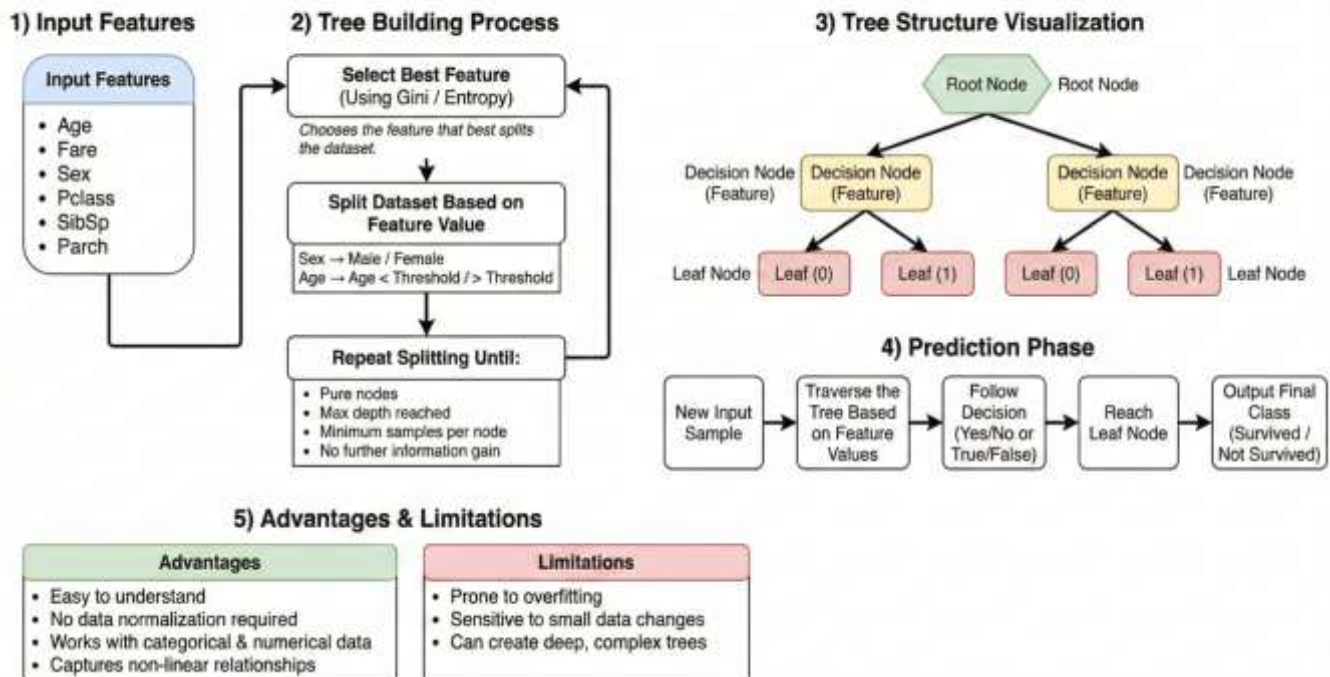 1) Input Features
Input Features
• Age
• Fare
• Sex
• Pclass
• SibSp
• Parch
2) Tree Building Process
Select Best Feature
(Using Gini / Entropy)
Chooses the feature that best splits
the dataset.
Split Dataset Based on
Feature Value
Sex → Male / Female
Age → Age < Threshold / > Threshold
Repeat Splitting Until:
• Pure nodes
• Max depth reached
• Minimum samples per node
• No further information gain
3) Tree Structure Visualization
Root Node
Root Node
Decision Node
(Feature)
Decision Node
(Feature)
Decision Node
(Feature)
Decision Node
(Feature)
Leaf Node
Leaf (0)
Leaf (1)
Leaf (0)
Leaf (1)
Leaf Node
4) Prediction Phase
New Input
Sample
Traverse the
Tree Based
on Feature
Values
Follow
Decision
(Yes/No or
True/False)
Reach
Leaf Node
Output Final
Class
(Survived /
Not Survived)
5) Advantages & Limitations
Advantages
• Easy to understand
• No data normalization required
• Works with categorical & numerical data
• Captures non-linear relationships
Limitations
• Prone to overfitting
• Sensitive to small data changes
• Can create deep, complex trees